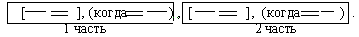 [ ], (когда ), [ ], (когда ).
1 часть 2 часть